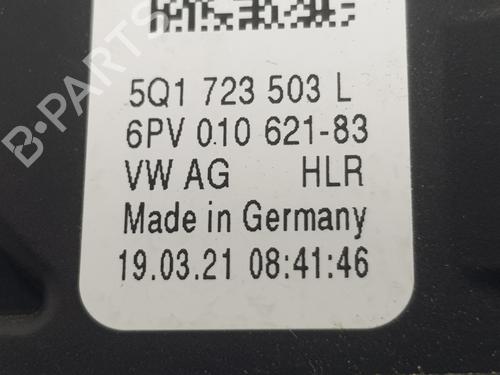 B-PARTS
5Q1 723 503 L
6PV 010 621-83
VW AG HLR
Made in Germany
19.03.21 08:41:46